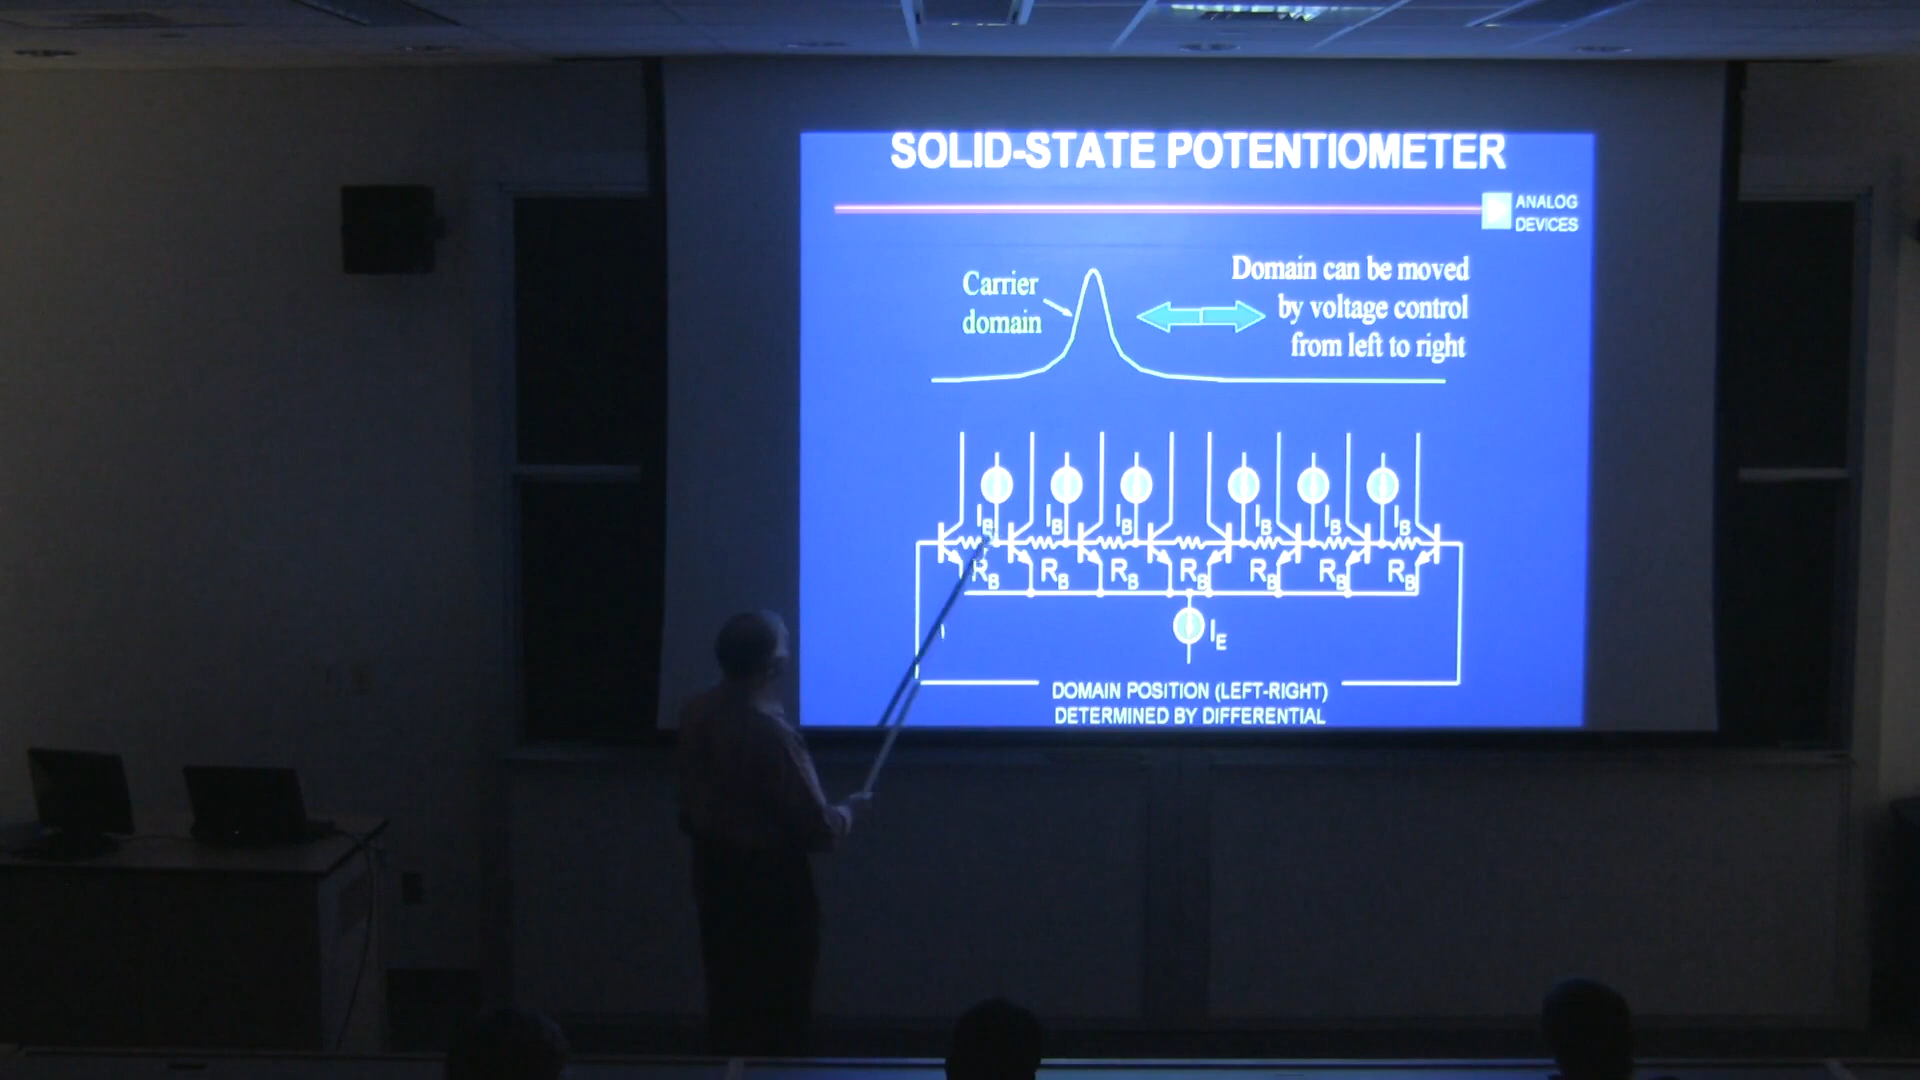 SOLID-STATE POTENTIOMETER
ANALOG
DEVICES
Carrier
domain
Domain can be moved
by voltage control
from left to right
IB IB IB IB IB IB
RB RB RB RB RB RB RB
IE
DOMAIN POSITION (LEFT-RIGHT)
DETERMINED BY DIFFERENTIAL